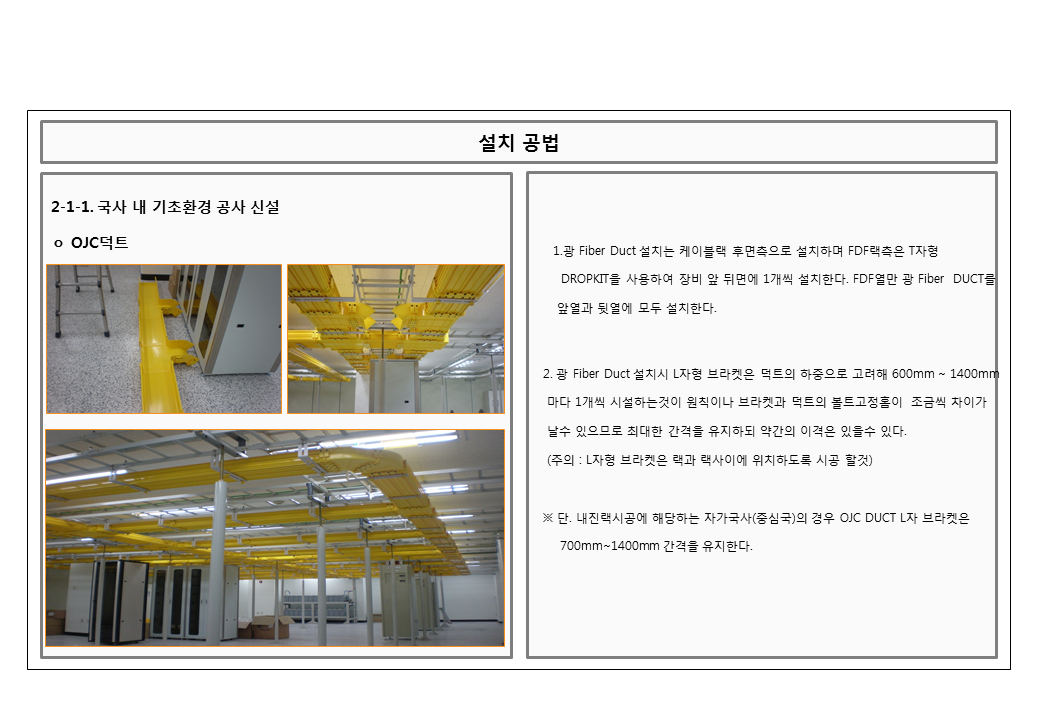 설치 공법
2-1-1. 국사 내 기초환경 공사 신설
o OJC덕트
1.광 Fiber Duct 설치는 케이블랙 후면측으로 설치하며 FDF랙측은 T자형
DROPKIT을 사용하여 장비 앞 뒤면에 1개씩 설치한다. FDF열만 광 Fiber DUCT를
앞열과 뒷열에 모두 설치한다.
2. 광 Fiber Duct 설치시 L자형 브라켓은 덕트의 하중으로 고려해 600mm ~ 1400mm
마다 1개씩 시설하는것이 원칙이나 브라켓과 덕트의 볼트고정홀이 조금씩 차이가
날수 있으므로 최대한 간격을 유지하되 약간의 이격은 있을수 있다.
(주의 : L자형 브라켓은 랙과 랙사이에 위치하도록 시공 할것)
※ 단. 내진랙시공에 해당하는 자가국사(중심국)의 경우 OJC DUCT L자 브라켓은
700mm~1400mm 간격을 유지한다.